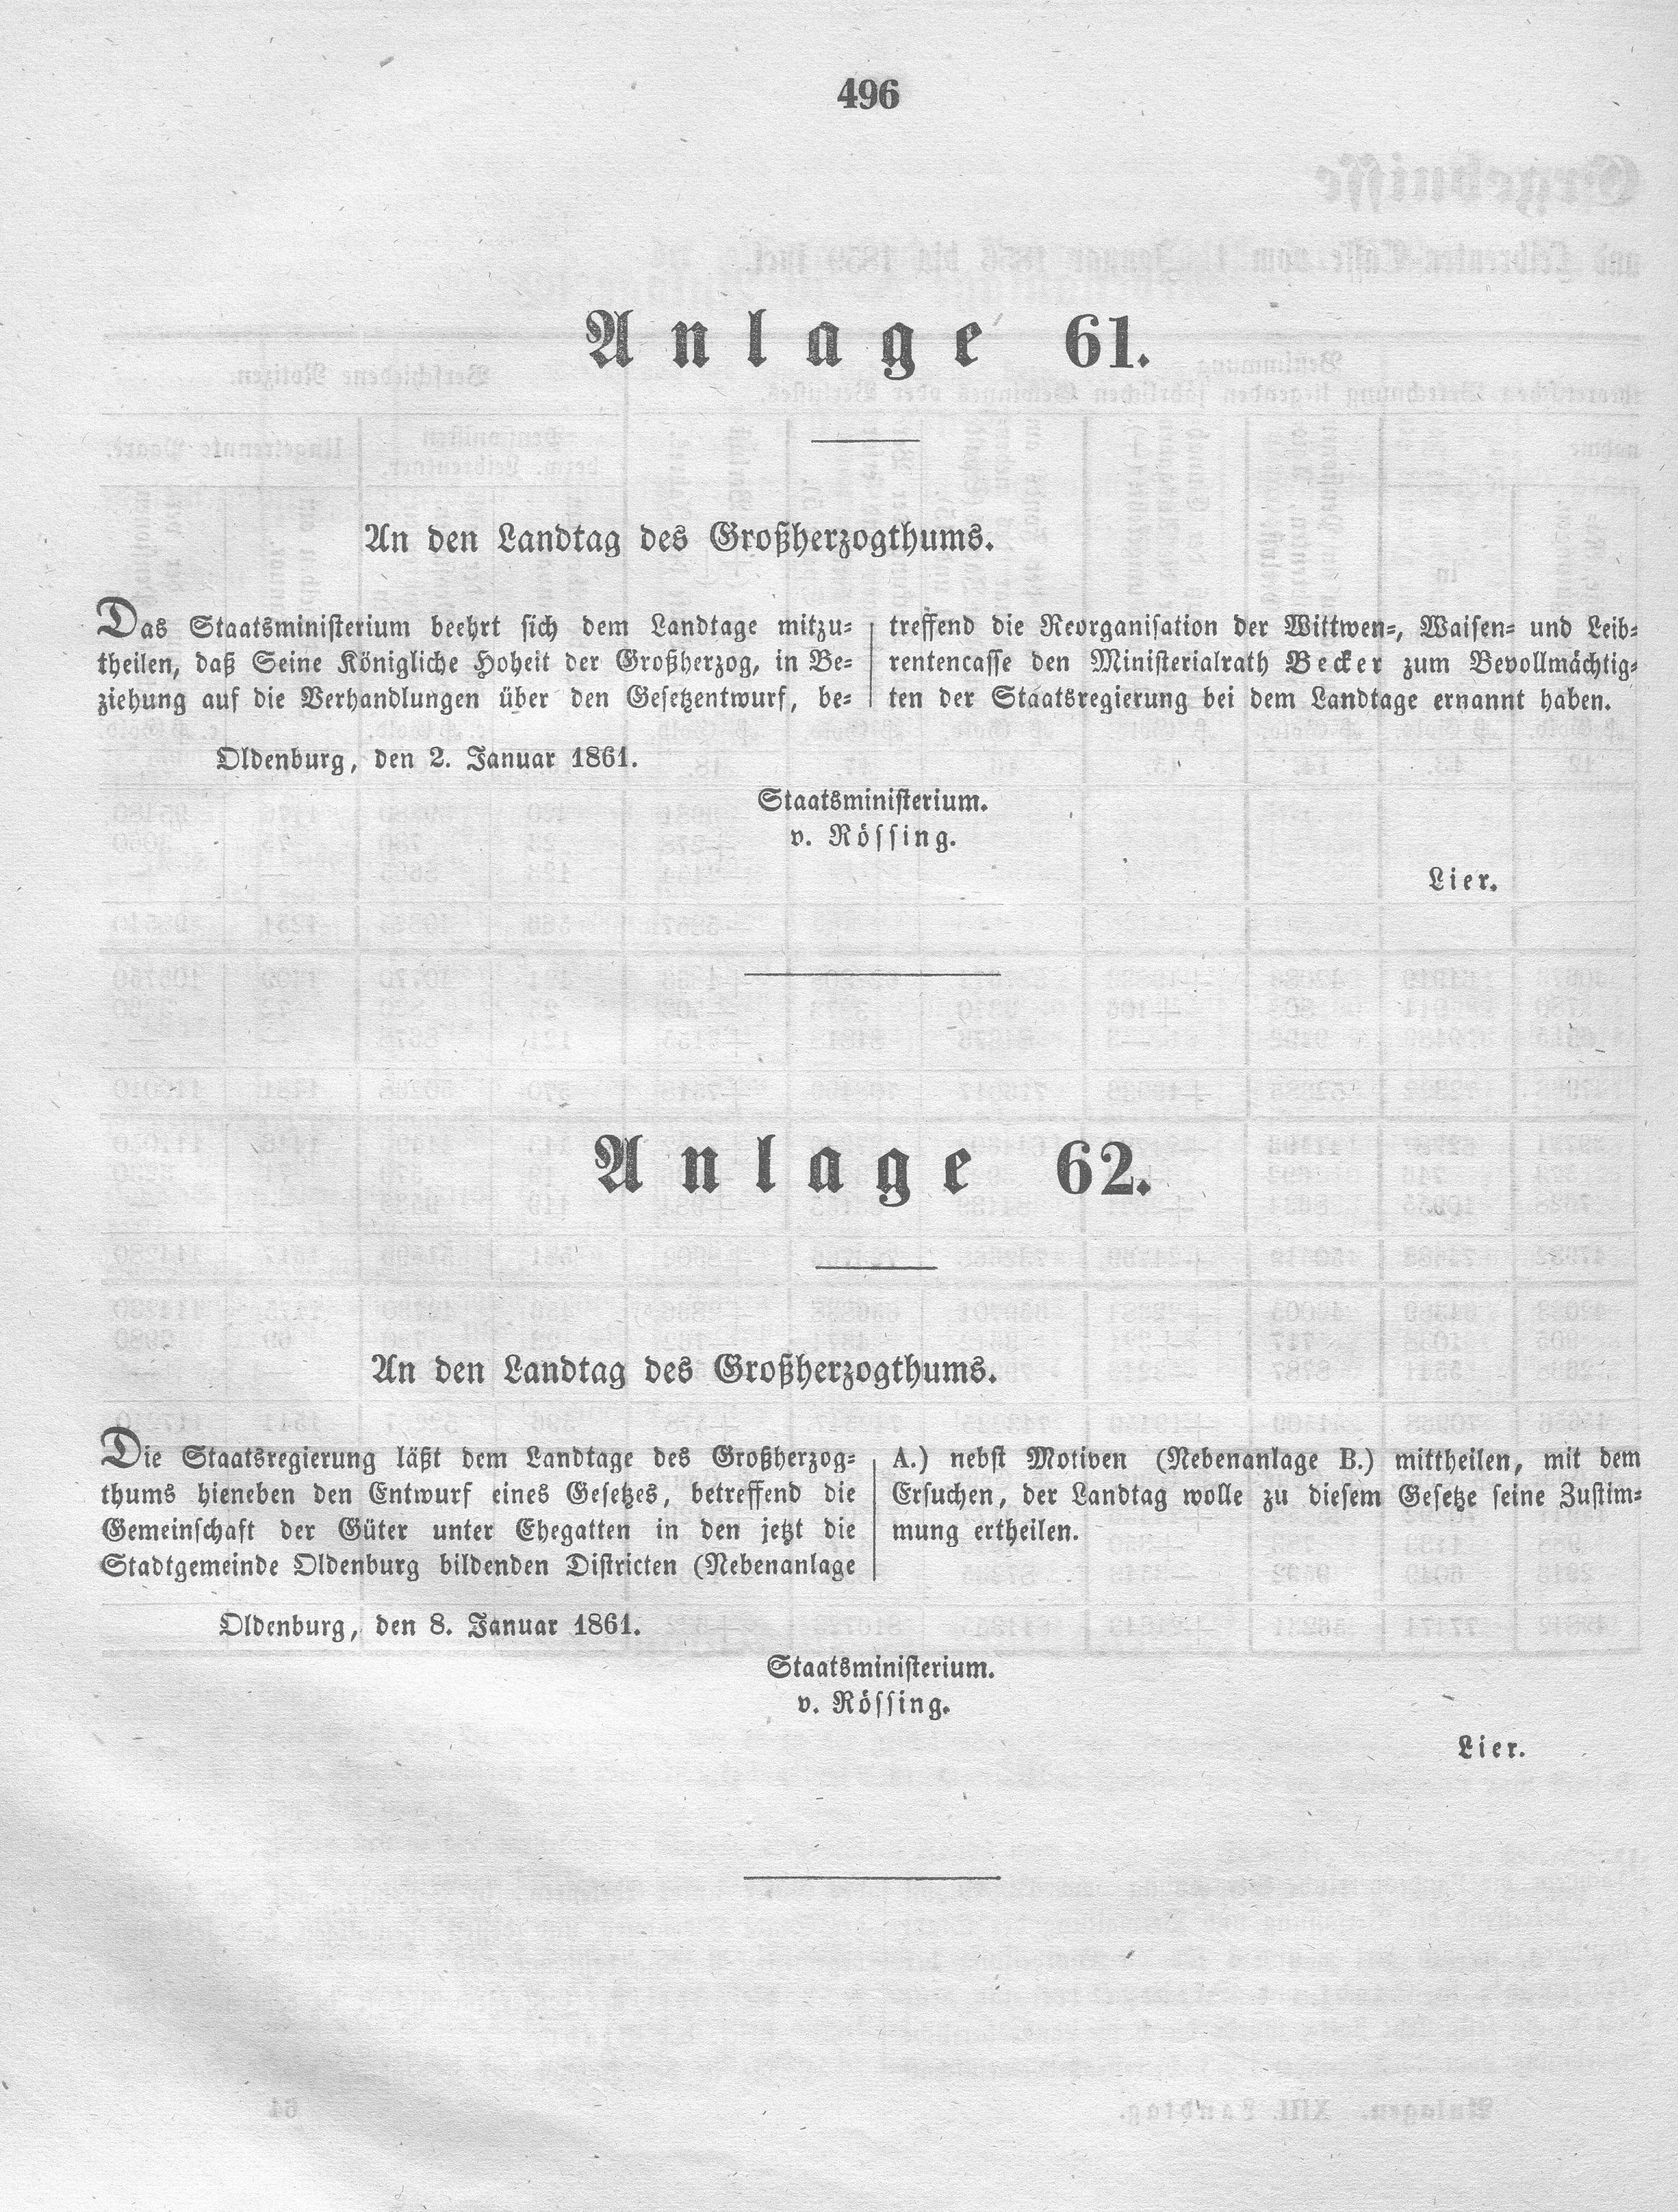 496
Anlage 61.
An den Landtag des Großherzogthums.
Das Staatsministerium beehrt sich dem Landtage mitzu-
theilen, daß Seine Königliche Hoheit der Großherzog, in Be-
ziehung auf die Verhandlungen über den Gesetzentwurf, be-
treffend die Reorganisation der Wittwen-, Waisen- und Leib-
rentencasse den Ministerialrath Becker zum Bevollmächtig-
ten der Staatsregierung bei dem Landtage ernannt haben.
Oldenburg, den 2. Januar 1861.
Staatsministerium.
v. Rössing.
Lier.
Anlage 62.
An den Landtag des Großherzogthums.
Die Staatsregierung läßt dem Landtage des Großherzog-
thums hieneben den Entwurf eines Gesetzes, betreffend die
Gemeinschaft der Güter unter Ehegatten in den jetzt die
Stadtgemeinde Oldenburg bildenden Districten (Nebenanlage
A.) nebst Motiven (Nebenanlage B.) mittheilen, mit dem
Ersuchen, der Landtag wolle zu diesem Gesetze seine Zustim-
mung ertheilen.
Oldenburg, den 8. Januar 1861.
Staatsministerium.
v. Rössing.
Lier.